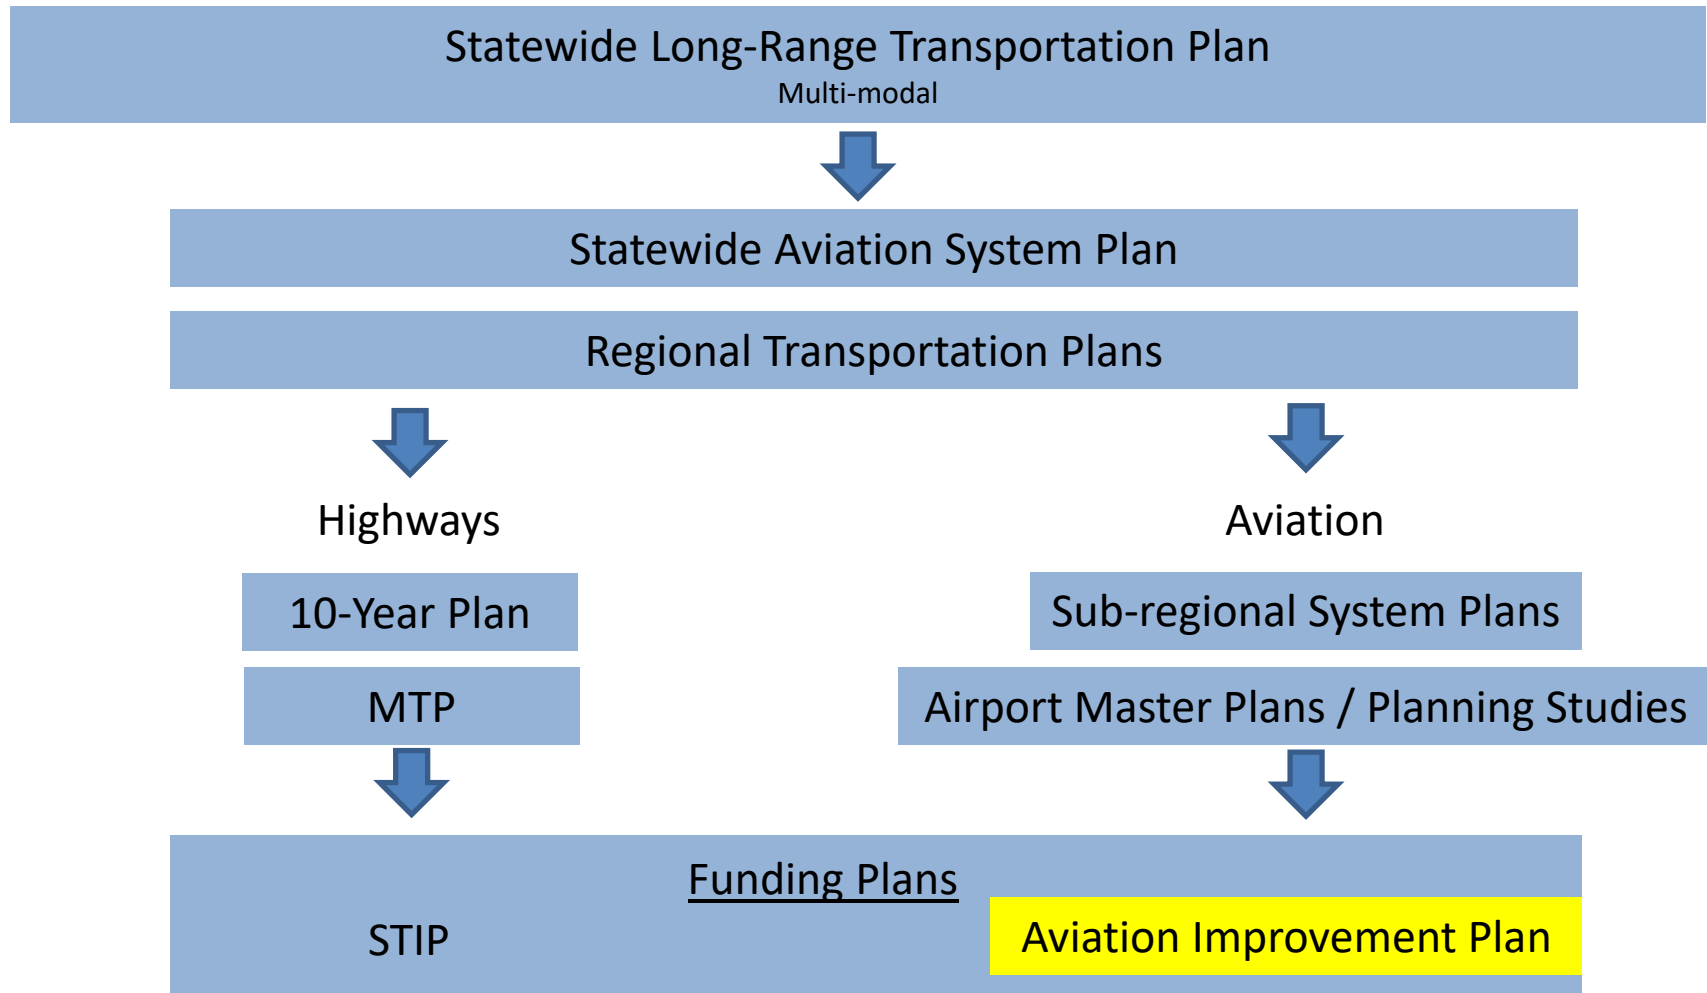 Statewide Long-Range Transportation Plan
Multi-modal
Statewide Aviation System Plan
Regional Transportation Plans
Highways
Aviation
10-Year Plan
Sub-regional System Plans
MTP
Airport Master Plans / Planning Studies
Funding Plans
STIP
Aviation Improvement Plan